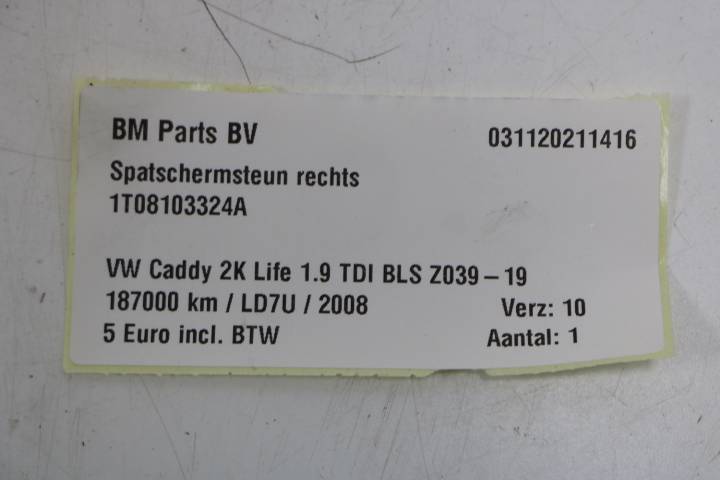 BM Parts BV 031120211416
Spatschermsteun rechts
1T08103324A
VW Caddy 2K Life 1.9 TDI BLS Z039 – 19
187000 km / LD7U / 2008 Verz: 10
5 Euro incl. BTW Aantal: 1